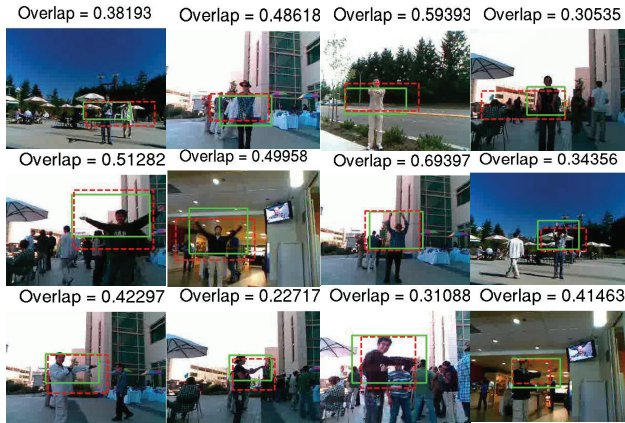 Overlap = 0.38193
Overlap = 0.48618
Overlap = 0.59393
Overlap = 0.30535
Overlap = 0.51282
Overlap = 0.49958
Overlap = 0.69397
Overlap = 0.34356
Overlap = 0.42297
Overlap = 0.22717
Overlap = 0.31088
Overlap = 0.41463